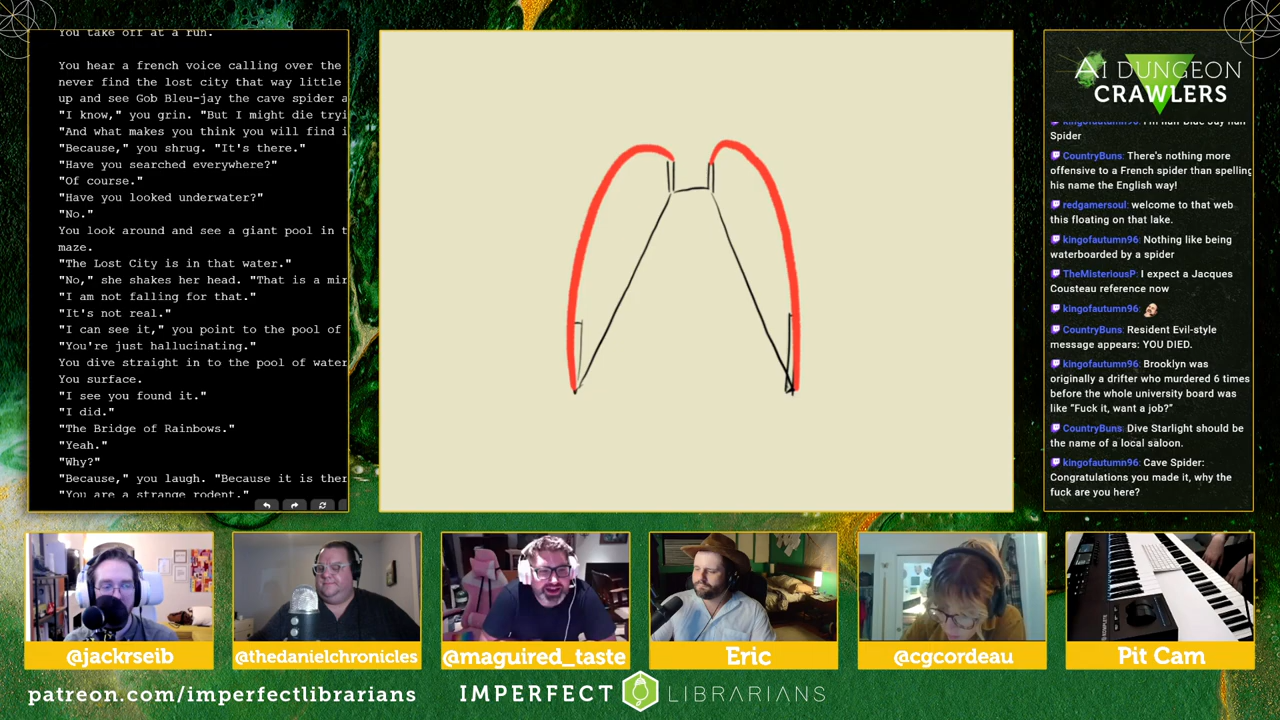 You take off at a run.
You hear a french voice calling over the
never find the lost city that way little
up and see Gob Bleu-jay the cave spider a
"I know," you grin. "But I might die tryi
"And what makes you think you will find i
"Because," you shrug. "It's there."
"Have you searched everywhere?"
"Of course."
"Have you looked underwater?"
"No."
You look around and see a giant pool in t
maze.
"The Lost City is in that water."
"No," she shakes her head. "That is a mir
"I am not falling for that."
"It's not real."
"I can see it," you point to the pool of
"You're just hallucinating."
You dive straight in to the pool of water
You surface.
"I see you found it."
"I did."
"The Bridge of Rainbows."
"Yeah."
"Why?"
"Because," you laugh. "Because it is ther
"You are a strange rodent."
AI DUNGEON
CRAWLERS
kingofautumn96: I'm half Blue Jay half
Spider
CountryBuns: There's nothing more
offensive to a French spider than spelling
his name the English way!
redgamersoul: welcome to that web
this floating on that lake.
kingofautumn96: Nothing like being
waterboarded by a spider
TheMisteriousP: I expect a Jacques
Cousteau reference now
kingofautumn96:
CountryBuns: Resident Evil-style
message appears: YOU DIED.
kingofautumn96: Brooklyn was
originally a drifter who murdered 6 times
before the whole university board was
like "Fuck it, want a job?"
CountryBuns: Dive Starlight should be
the name of a local saloon.
kingofautumn96: Cave Spider:
Congratulations you made it, why the
fuck are you here?
@jackrseib
@thedanielchronicles
@maguired_taste
Eric
@cgcordeau
Pit Cam
patreon.com/imperfectlibrarians
IMPERFECT LIBRARIANS